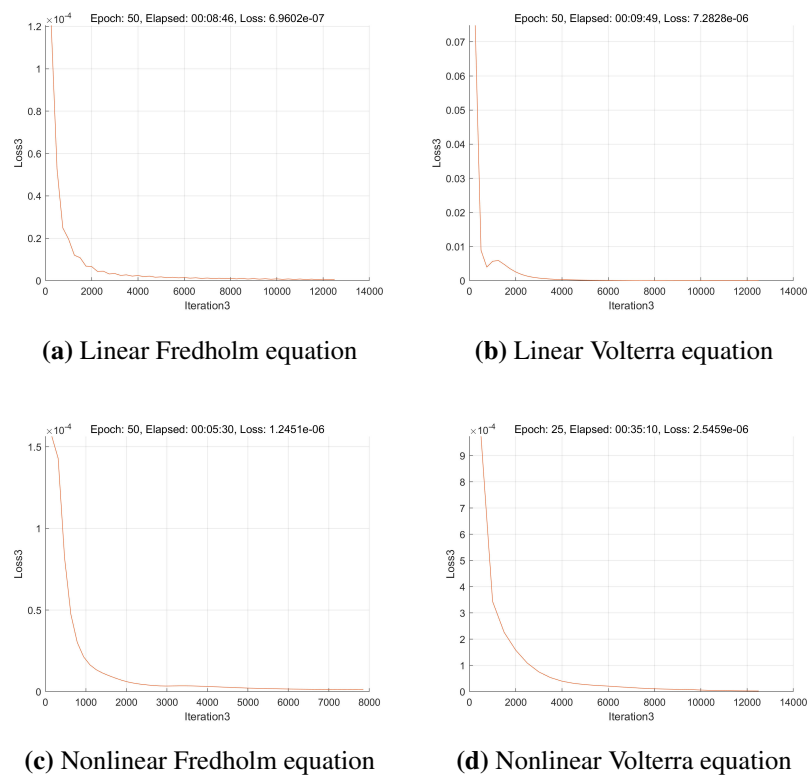 Epoch: 50, Elapsed: 00:08:46, Loss: 6.9602e-07
×10⁻⁴
1.2
1
0.8
0.6
0.4
0.2
0
Loss3
0 2000 4000 6000 8000 10000 12000 14000
Iteration3
(a) Linear Fredholm equation
Epoch: 50, Elapsed: 00:09:49, Loss: 7.2828e-06
0.07
0.06
0.05
0.04
0.03
0.02
0.01
0
Loss3
0 2000 4000 6000 8000 10000 12000 14000
Iteration3
(b) Linear Volterra equation
Epoch: 50, Elapsed: 00:05:30, Loss: 1.2451e-06
×10⁻⁴
1.5
1
0.5
0
Loss3
0 1000 2000 3000 4000 5000 6000 7000 8000
Iteration3
(c) Nonlinear Fredholm equation
Epoch: 25, Elapsed: 00:35:10, Loss: 2.5459e-06
×10⁻⁴
9
8
7
6
5
4
3
2
1
0
Loss3
0 2000 4000 6000 8000 10000 12000 14000
Iteration3
(d) Nonlinear Volterra equation